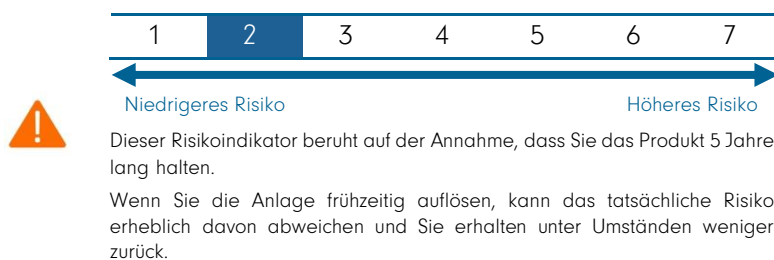 1 2 3 4 5 6 7
Niedrigeres Risiko Höheres Risiko
Dieser Risikoindikator beruht auf der Annahme, dass Sie das Produkt 5 Jahre
lang halten.
Wenn Sie die Anlage frühzeitig auflösen, kann das tatsächliche Risiko
erheblich davon abweichen und Sie erhalten unter Umständen weniger
zurück.